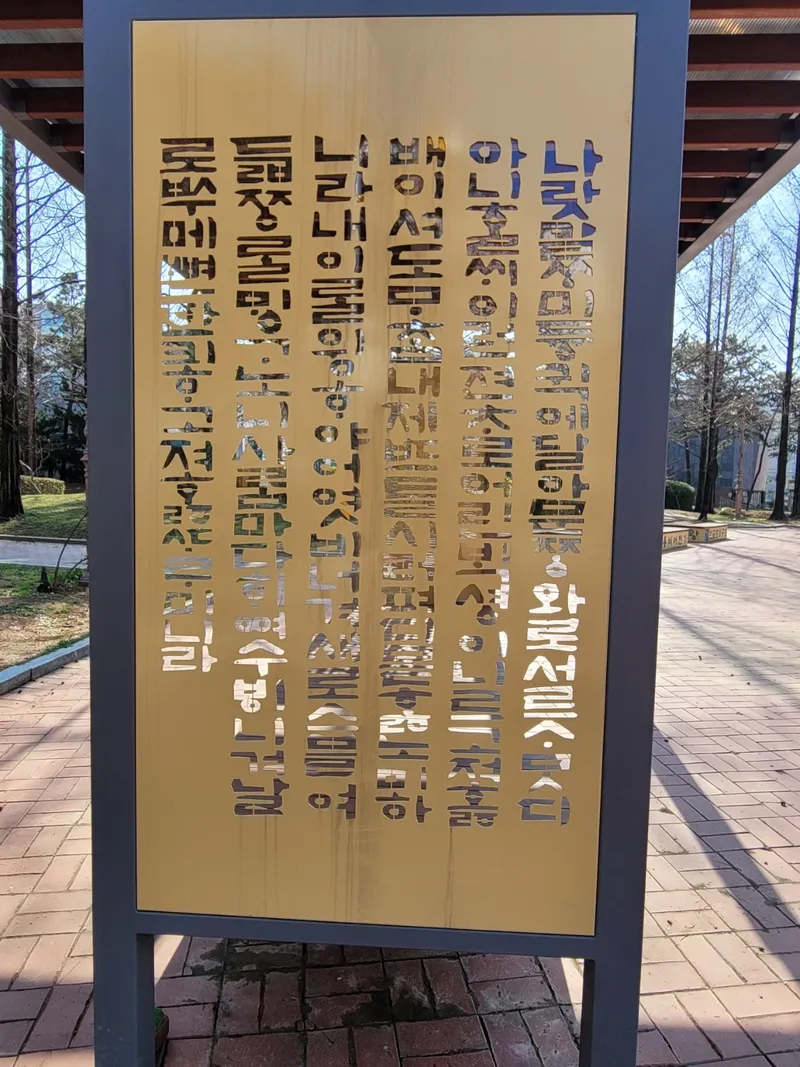 나랏말ᄊᆞ미듕귁에달아문ᄍᆞᆼ와로서르ᄉᆞᄆᆞᆺ디
아니ᄒᆞᆯᄊᆡ이런젼ᄎᆞ로어린ᄇᆡᆨ셩이니르고져호ᇙ
배이셔도ᄆᆞᄎᆞᆷ내제ᄠᅳ들시러펴디몯ᄒᆞᇙ노미하
니라내이ᄅᆞᆯ윙ᄒᆞ야어엿비너겨새로스믈여
듧ᄍᆞᆼᄅᆞᆯᄆᆡᇰᄀᆞ노니사ᄅᆞᆷ마다ᄒᆡᅇᅧ수ᄫᅵ니겨날
로ᄡᅮ메뼌한킈ᄒᆞ고져ᄒᆞᇙᄯᆞᄅᆞ미니라